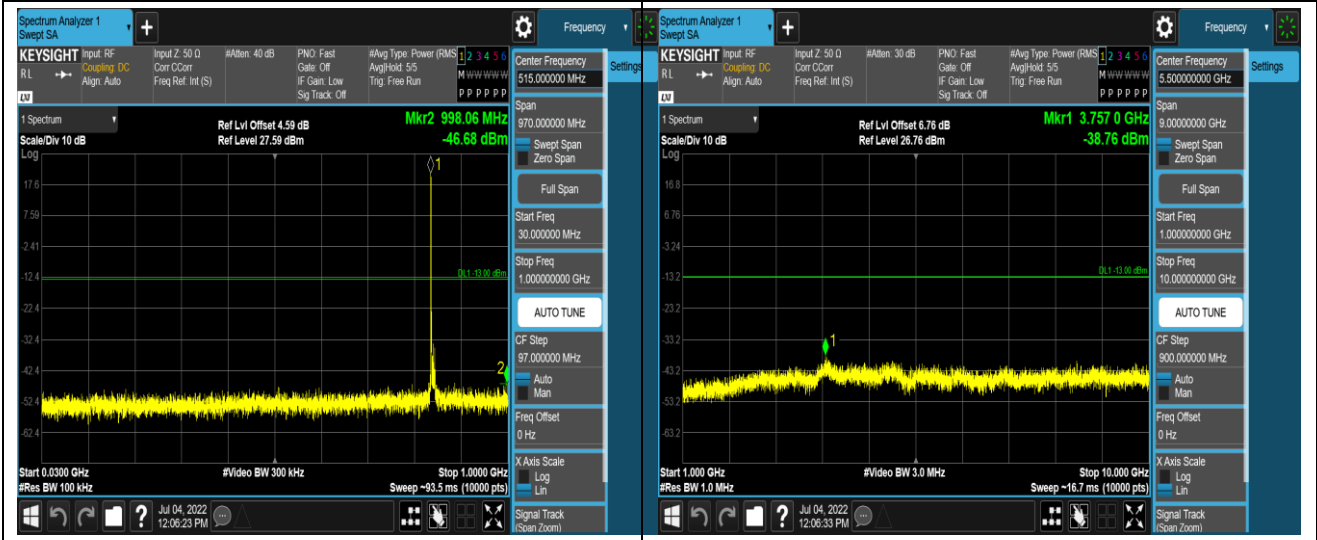 Spectrum Analyzer 1
Swept SA
+
Frequency
KEYSIGHT
Input: RF
Input Z: 50 Ω
#Atten: 40 dB
PNO: Fast
#Avg Type: Power (RMS
1 2 3 4 5 6
RL
Coupling: DC
Corr CCorr
Gate: Off
Avg|Hold: 5/5
M W W W W W
Align: Auto
Freq Ref: Int (S)
IF Gain: Low
Trig: Free Run
Sig Track: Off
P P P P P P
LXI
1 Spectrum
Ref Lvl Offset 4.59 dB
Mkr2 998.06 MHz
Scale/Div 10 dB
Ref Level 27.59 dBm
-46.68 dBm
Log
1
17.6
7.59
-2.41
-12.4
DL1 -13.00 dBm
-22.4
-32.4
-42.4
2
-52.4
-62.4
Start 0.0300 GHz
#Video BW 300 kHz
Stop 1.0000 GHz
#Res BW 100 kHz
Sweep ~93.5 ms (10000 pts)
Jul 04, 2022
12:06:23 PM
Center Frequency
515.000000 MHz
Settings
Span
970.000000 MHz
Swept Span
Zero Span
Full Span
Start Freq
30.000000 MHz
Stop Freq
1.000000000 GHz
AUTO TUNE
CF Step
97.000000 MHz
Auto
Man
Freq Offset
0 Hz
X Axis Scale
Log
Lin
Signal Track
(Span Zoom)
Spectrum Analyzer 1
Swept SA
+
Frequency
KEYSIGHT
Input: RF
Input Z: 50 Ω
#Atten: 30 dB
PNO: Fast
#Avg Type: Power (RMS
1 2 3 4 5 6
RL
Coupling: DC
Corr CCorr
Gate: Off
Avg|Hold: 5/5
M W W W W W
Align: Auto
Freq Ref: Int (S)
IF Gain: Low
Trig: Free Run
Sig Track: Off
P P P P P P
LXI
1 Spectrum
Ref Lvl Offset 6.76 dB
Mkr1 3.757 0 GHz
Scale/Div 10 dB
Ref Level 26.76 dBm
-38.76 dBm
Log
16.8
6.76
-3.24
-13.2
DL1 -13.00 dBm
-23.2
-33.2
1
-43.2
-53.2
-63.2
Start 1.000 GHz
#Video BW 3.0 MHz
Stop 10.000 GHz
#Res BW 1.0 MHz
Sweep ~16.7 ms (10000 pts)
Jul 04, 2022
12:06:33 PM
Center Frequency
5.500000000 GHz
Settings
Span
9.00000000 GHz
Swept Span
Zero Span
Full Span
Start Freq
1.000000000 GHz
Stop Freq
10.000000000 GHz
AUTO TUNE
CF Step
900.000000 MHz
Auto
Man
Freq Offset
0 Hz
X Axis Scale
Log
Lin
Signal Track
(Span Zoom)